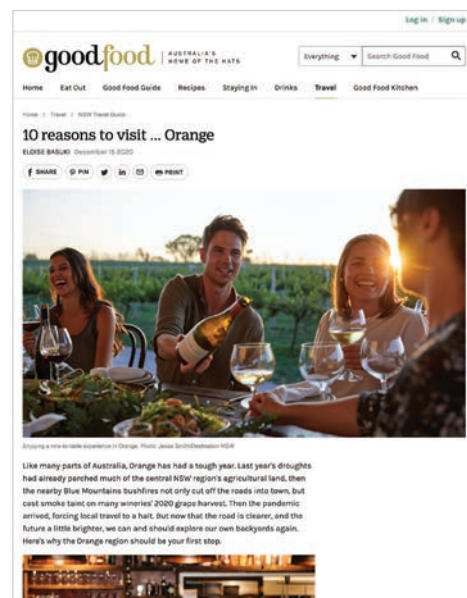 Log in / Sign up
goodfood
AUSTRALIA'S
HOME OF THE HATS
Everything
Search Good Food
Home Eat Out Good Food Guide Recipes Staying In Drinks Travel Good Food Kitchen
Home / Travel / NSW Travel Guide
10 reasons to visit ... Orange
ELOISE BASUKI December 15 2020
SHARE PIN PRINT
Enjoying a vine-to-table experience in Orange. Photo: Jesse Smith/Destination NSW
Like many parts of Australia, Orange has had a tough year. Last year's droughts
had already parched much of the central NSW region's agricultural land, then
the nearby Blue Mountains bushfires not only cut off the roads into town, but
cost smoke taint on many wineries' 2020 grape harvest. Then the pandemic
arrived, forcing local travel to a halt. But now that the road is clearer, and the
future a little brighter, we can and should explore our own backyards again.
Here's why the Orange region should be your first stop.